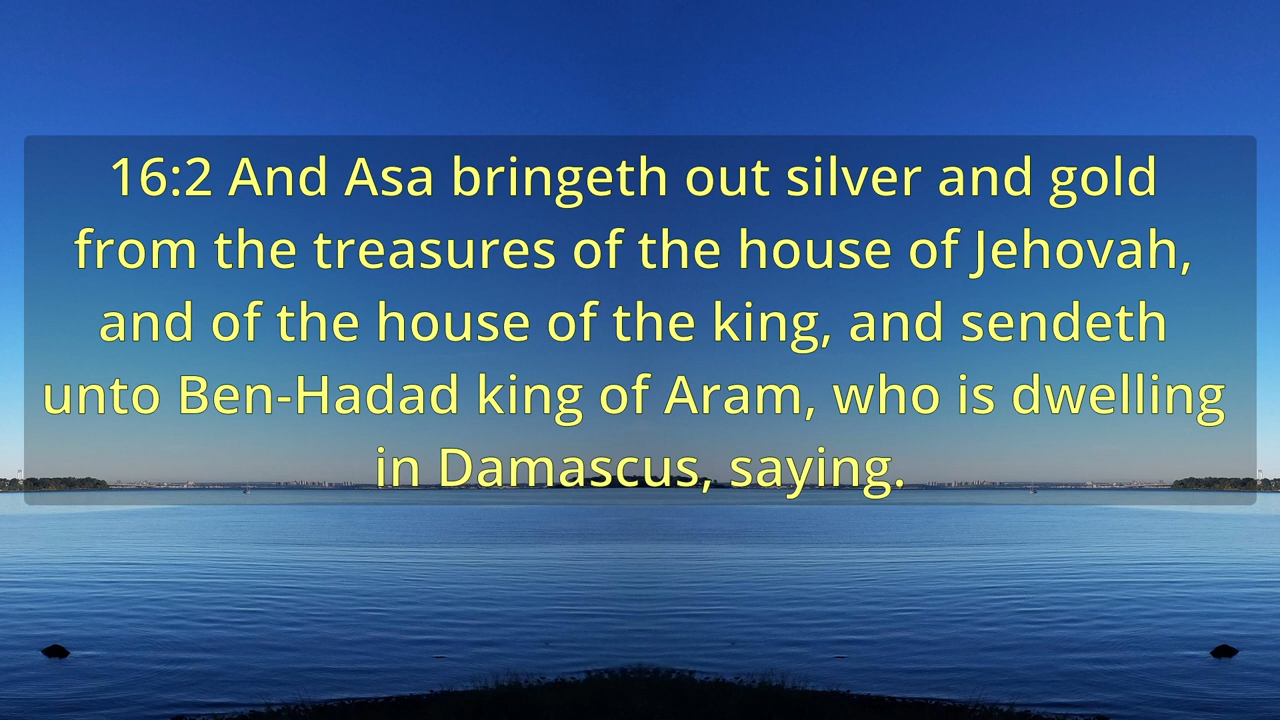 16:2 And Asa bringeth out silver and gold
from the treasures of the house of Jehovah,
and of the house of the king, and sendeth
unto Ben-Hadad king of Aram, who is dwelling
in Damascus, saying.